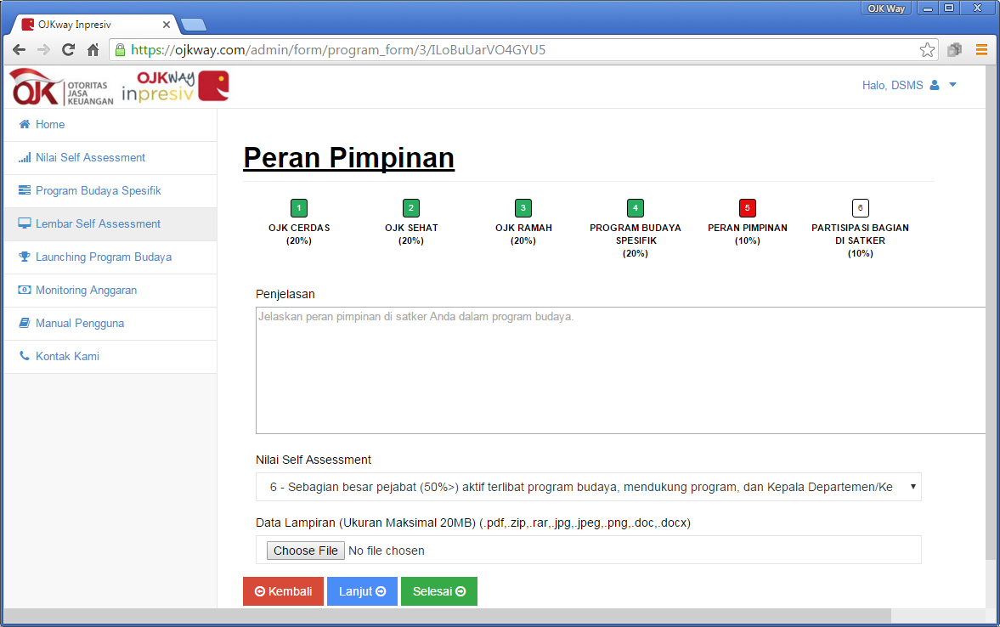 OJKway Inpresiv
OJK Way
https://ojkway.com/admin/form/program_form/3/ILoBuUarVO4GYU5
OJK OTORITAS
JASA
KEUANGAN
OJKWAY
inpresiv
Halo, DSMS
Home
Nilai Self Assessment
Program Budaya Spesifik
Lembar Self Assessment
Launching Program Budaya
Monitoring Anggaran
Manual Pengguna
Kontak Kami
Peran Pimpinan
1 2 3 4 5 6
OJK CERDAS
(20%)
OJK SEHAT
(20%)
OJK RAMAH
(20%)
PROGRAM BUDAYA
SPESIFIK
(20%)
PERAN PIMPINAN
(10%)
PARTISIPASI BAGIAN
DI SATKER
(10%)
Penjelasan
Jelaskan peran pimpinan di satker Anda dalam program budaya.
Nilai Self Assessment
6 - Sebagian besar pejabat (50%>) aktif terlibat program budaya, mendukung program, dan Kepala Departemen/Ke
Data Lampiran (Ukuran Maksimal 20MB) (.pdf,.zip,.rar,.jpg,.jpeg,.png,.doc,.docx)
Choose File No file chosen
Kembali Lanjut Selesai